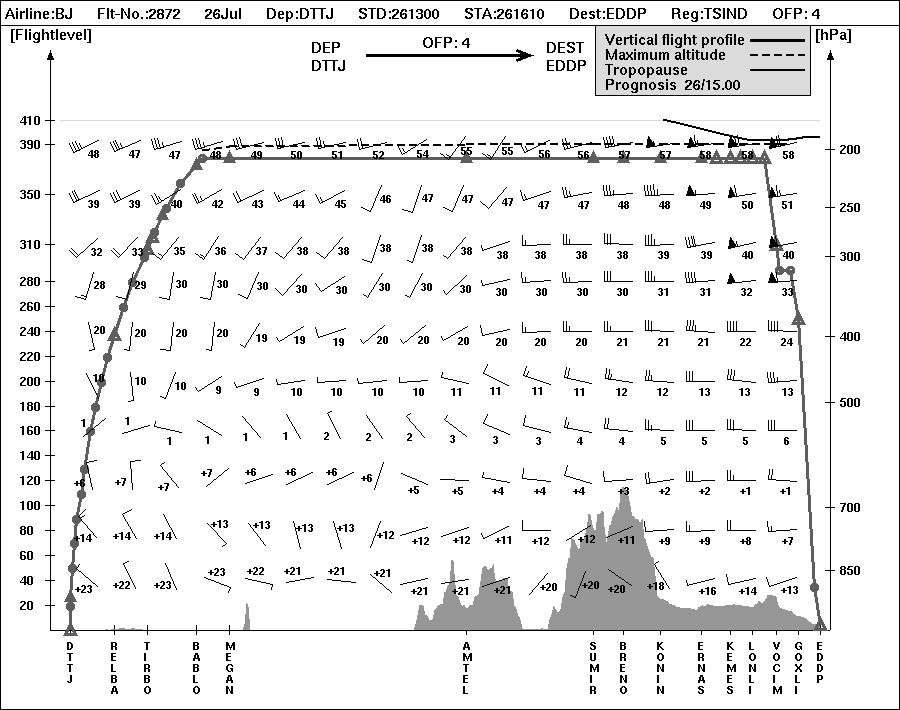 Airline:BJ Flt-No.:2872 26Jul Dep:DTTJ STD:261300 STA:261610 Dest:EDDP Reg:TSIND OFP: 4
[Flightlevel] [hPa]
DEP OFP: 4 DEST
DTTJ EDDP
Vertical flight profile
Maximum altitude
Tropopause
Prognosis 26/15.00
410
390 48 47 47 48 49 50 51 52 54 55 55 56 56 57 57 58 58 58 200
350 39 39 40 42 43 44 45 46 47 47 47 47 47 48 48 49 50 51 250
310 32 33 35 36 37 38 38 38 38 38 38 38 38 38 39 39 40 40 300
280 28 29 30 30 30 30 30 30 30 30 30 30 30 30 31 31 32 33
260
240 20 20 20 20 19 19 19 20 20 20 20 20 20 21 21 21 22 24 400
220
200 10 10 10 9 9 10 10 10 10 11 11 11 11 12 12 13 13 13
180 500
160 1 1 1 1 1 2 2 2 3 3 3 4 4 5 5 5 6
140
120 +6 +7 +7 +7 +6 +6 +6 +6 +5 +5 +4 +4 +4 +3 +2 +2 +1 +1
100
80 +14 +14 +14 +13 +13 +13 +13 +12 +12 +12 +11 +12 +12 +11 +9 +9 +8 +7 700
60
40 +23 +22 +23 +23 +22 +21 +21 +21 +21 +21 +21 +20 +20 +20 +18 +16 +14 +13 850
20
DTTJ
RELBA
TIRBO
BABLO
MEGAN
AMTEL
SUMIR
BRENO
KONIN
ERNAS
KEMES
LONLI
VOCIM
GOXLI
EDDP